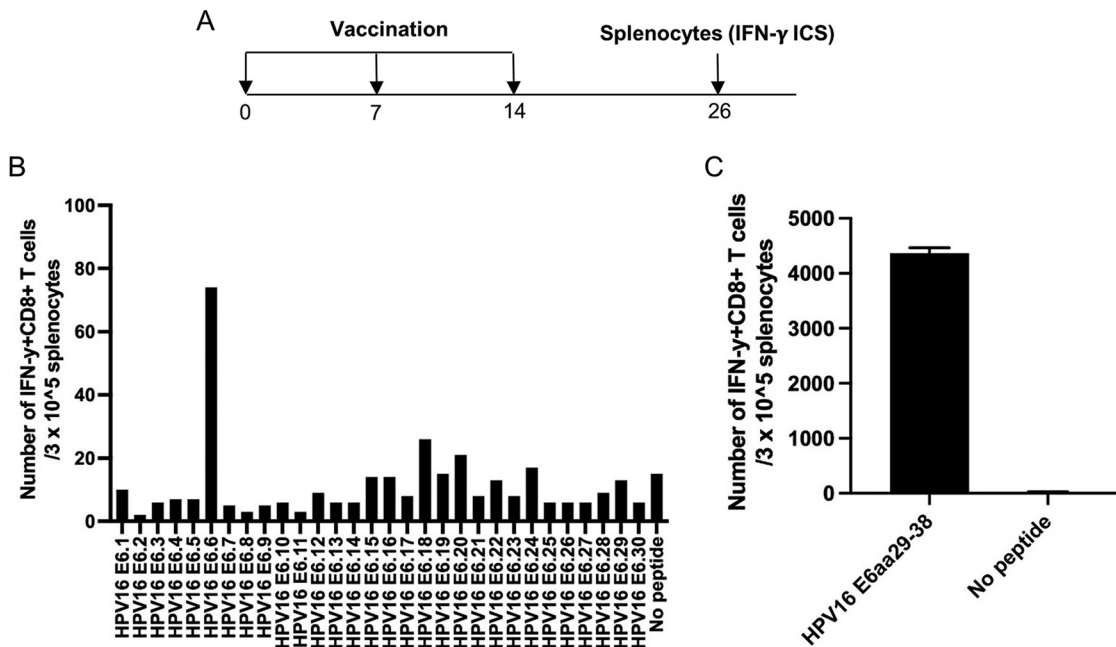 A
Vaccination
Splenocytes (IFN-γ ICS)
0
7
14
26
B
Number of IFN-y+CD8+ T cells
/3 x 10^5 splenocytes
100
80
60
40
20
0
HPV16 E6.1
HPV16 E6.2
HPV16 E6.3
HPV16 E6.4
HPV16 E6.5
HPV16 E6.6
HPV16 E6.7
HPV16 E6.8
HPV16 E6.9
HPV16 E6.10
HPV16 E6.11
HPV16 E6.12
HPV16 E6.13
HPV16 E6.14
HPV16 E6.15
HPV16 E6.16
HPV16 E6.17
HPV16 E6.18
HPV16 E6.19
HPV16 E6.20
HPV16 E6.21
HPV16 E6.22
HPV16 E6.23
HPV16 E6.24
HPV16 E6.25
HPV16 E6.26
HPV16 E6.27
HPV16 E6.28
HPV16 E6.29
HPV16 E6.30
No peptide
C
Number of IFN-y+CD8+ T cells
/3 x 10^5 splenocytes
5000
4000
3000
2000
1000
0
HPV16 E6aa29-38
No peptide